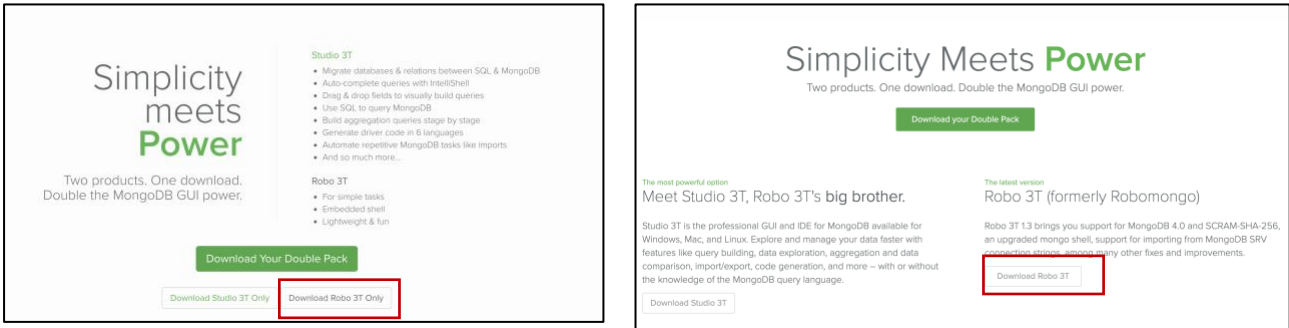 Simplicity
meets
Power
Two products. One download.
Double the MongoDB GUI power.
Studio 3T
• Migrate databases & relations between SQL & MongoDB
• Auto-complete queries with IntelliShell
• Drag & drop fields to visually build queries
• Use SQL to query MongoDB
• Build aggregation queries stage by stage
• Generate driver code in 6 languages
• Automate repetitive MongoDB tasks like imports
• And so much more...
Robo 3T
• For simple tasks
• Embedded shell
• Lightweight & fun
Download Your Double Pack
Download Studio 3T Only
Download Robo 3T Only
Simplicity Meets Power
Two products. One download. Double the MongoDB GUI power.
Download your Double Pack
The most powerful option
Meet Studio 3T, Robo 3T's big brother.
Studio 3T is the professional GUI and IDE for MongoDB available for
Windows, Mac, and Linux. Explore and manage your data faster with
features like query building, data exploration, aggregation and data
comparison, import/export, code generation, and more – with or without
the knowledge of the MongoDB query language.
Download Studio 3T
The latest version
Robo 3T (formerly Robomongo)
Robo 3T 1.3 brings you support for MongoDB 4.0 and SCRAM-SHA-256,
an upgraded mongo shell, support for importing from MongoDB SRV
connection strings, among many other fixes and improvements.
Download Robo 3T